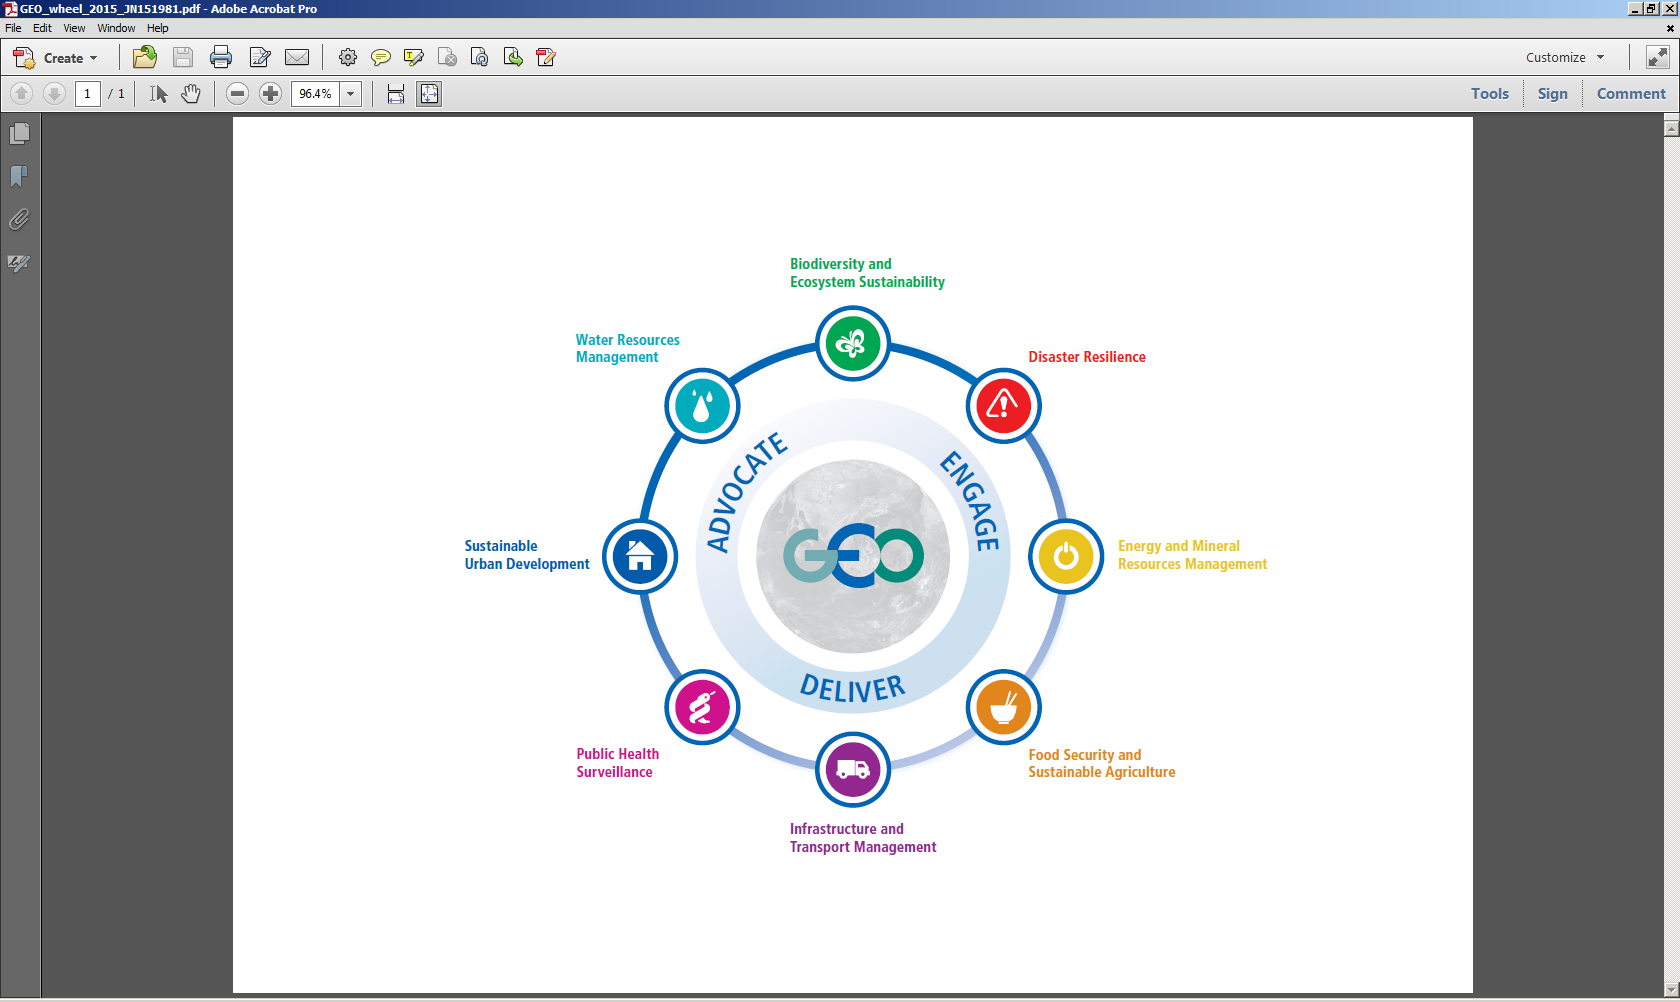 GEO_wheel_2015_JN151981.pdf - Adobe Acrobat Pro
File Edit View Window Help
Create
Customize
1 / 1
96.4%
Tools Sign Comment
Biodiversity and
Ecosystem Sustainability
Water Resources
Management
Disaster Resilience
ADVOCATE
ENGAGE
GEO
Sustainable
Urban Development
Energy and Mineral
Resources Management
DELIVER
Public Health
Surveillance
Food Security and
Sustainable Agriculture
Infrastructure and
Transport Management